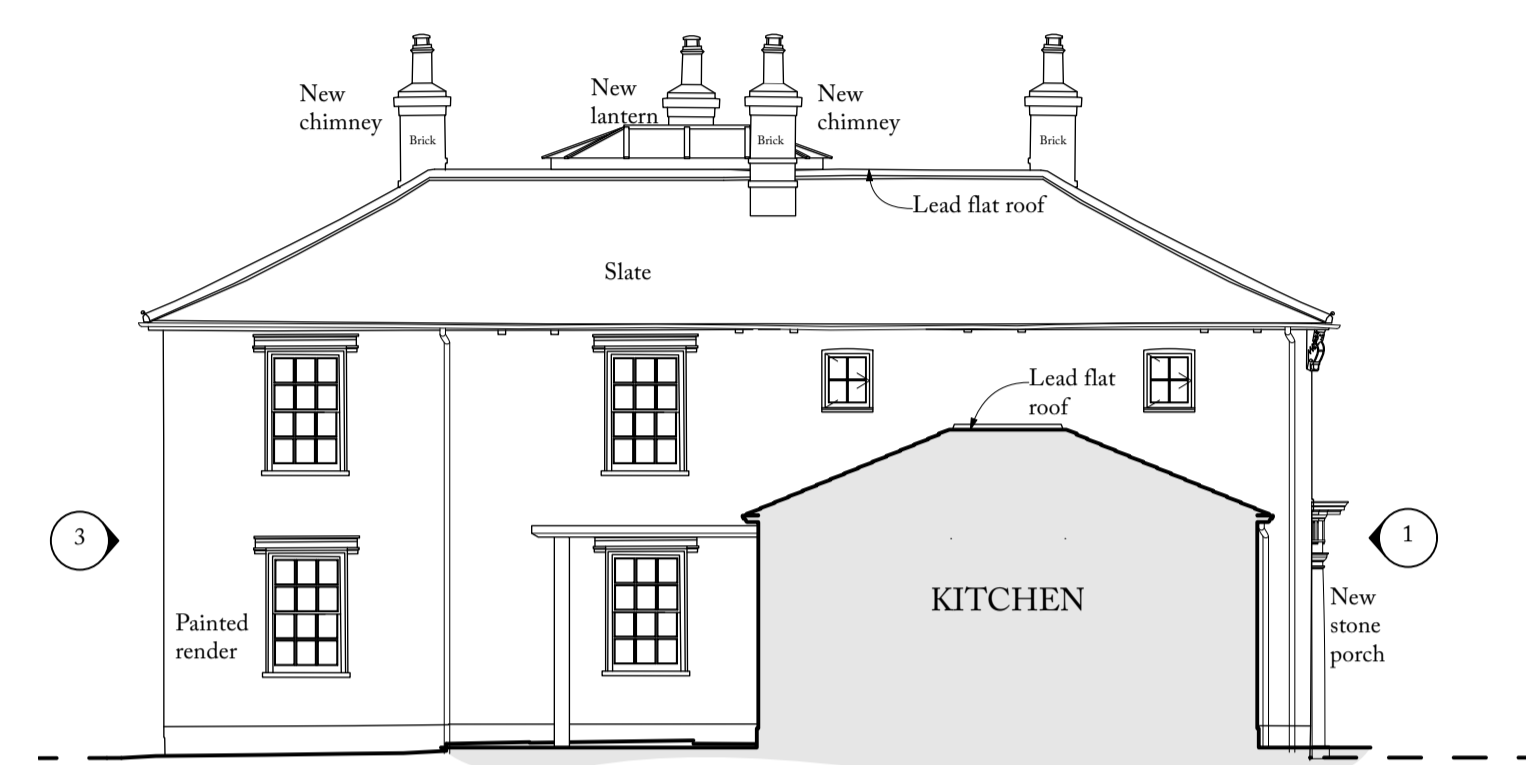 New
chimney
New
lantern
New
chimney
Brick
Brick
Brick
Lead flat roof
Slate
Lead flat
roof
3
1
KITCHEN
Painted
render
New
stone
porch